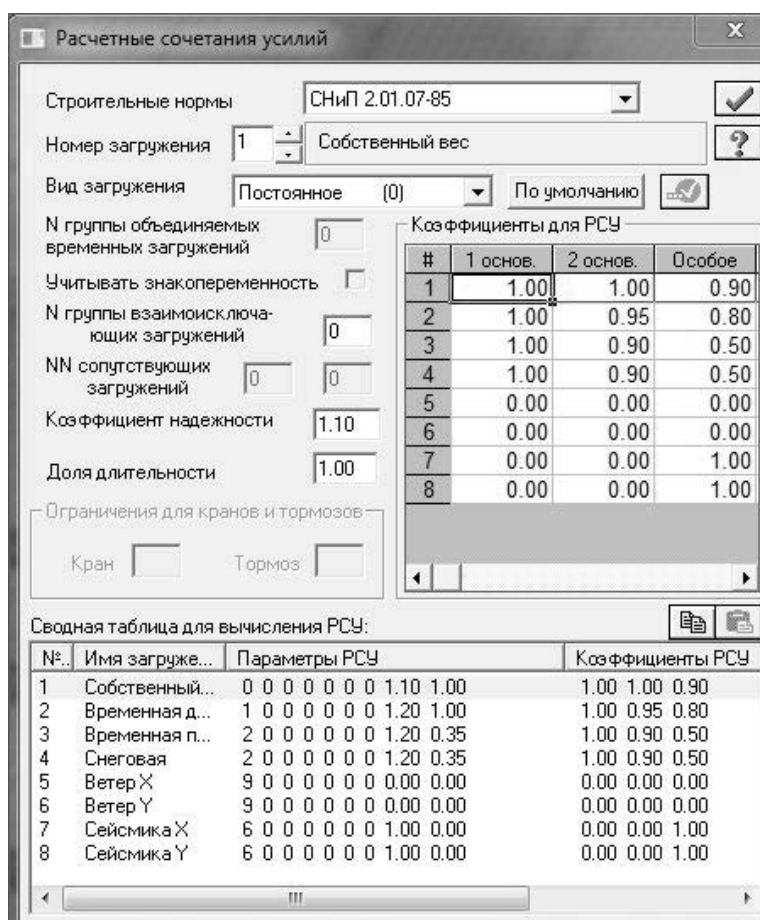 Расчетные сочетания усилий
x
Строительные нормы СНиП 2.01.07-85
Номер загружения 1 Собственный вес
?
Вид загружения Постоянное (0) По умолчанию
N группы объединяемых
временных загружений 0
Учитывать знакопеременность
N группы взаимоисключа-
ющих загружений 0
NN сопутствующих
загружений 0 0
Коэффициент надежности 1.10
Доля длительности 1.00
Ограничения для кранов и тормозов
Кран Тормоз
Коэффициенты для РСУ
# 1 основ. 2 основ. Особое
1 1.00 1.00 0.90
2 1.00 0.95 0.80
3 1.00 0.90 0.50
4 1.00 0.90 0.50
5 0.00 0.00 0.00
6 0.00 0.00 0.00
7 0.00 0.00 1.00
8 0.00 0.00 1.00
Сводная таблица для вычисления РСУ:
№.. Имя загруже... Параметры РСУ Коэффициенты РСУ
1 Собственный... 0 0 0 0 0 0 0 1.10 1.00 1.00 1.00 0.90
2 Временная д... 1 0 0 0 0 0 0 1.20 1.00 1.00 0.95 0.80
3 Временная п... 2 0 0 0 0 0 0 1.20 0.35 1.00 0.90 0.50
4 Снеговая 2 0 0 0 0 0 0 1.20 0.35 1.00 0.90 0.50
5 Ветер X 9 0 0 0 0 0 0 0.00 0.00 0.00 0.00 0.00
6 Ветер Y 9 0 0 0 0 0 0 0.00 0.00 0.00 0.00 0.00
7 Сейсмика X 6 0 0 0 0 0 0 1.00 0.00 0.00 0.00 1.00
8 Сейсмика Y 6 0 0 0 0 0 0 1.00 0.00 0.00 0.00 1.00